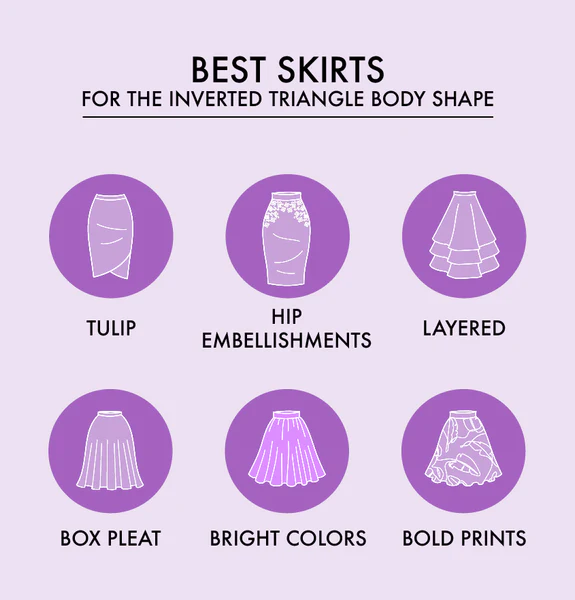 BEST SKIRTS
FOR THE INVERTED TRIANGLE BODY SHAPE
TULIP
HIP
EMBELLISHMENTS
LAYERED
BOX PLEAT
BRIGHT COLORS
BOLD PRINTS